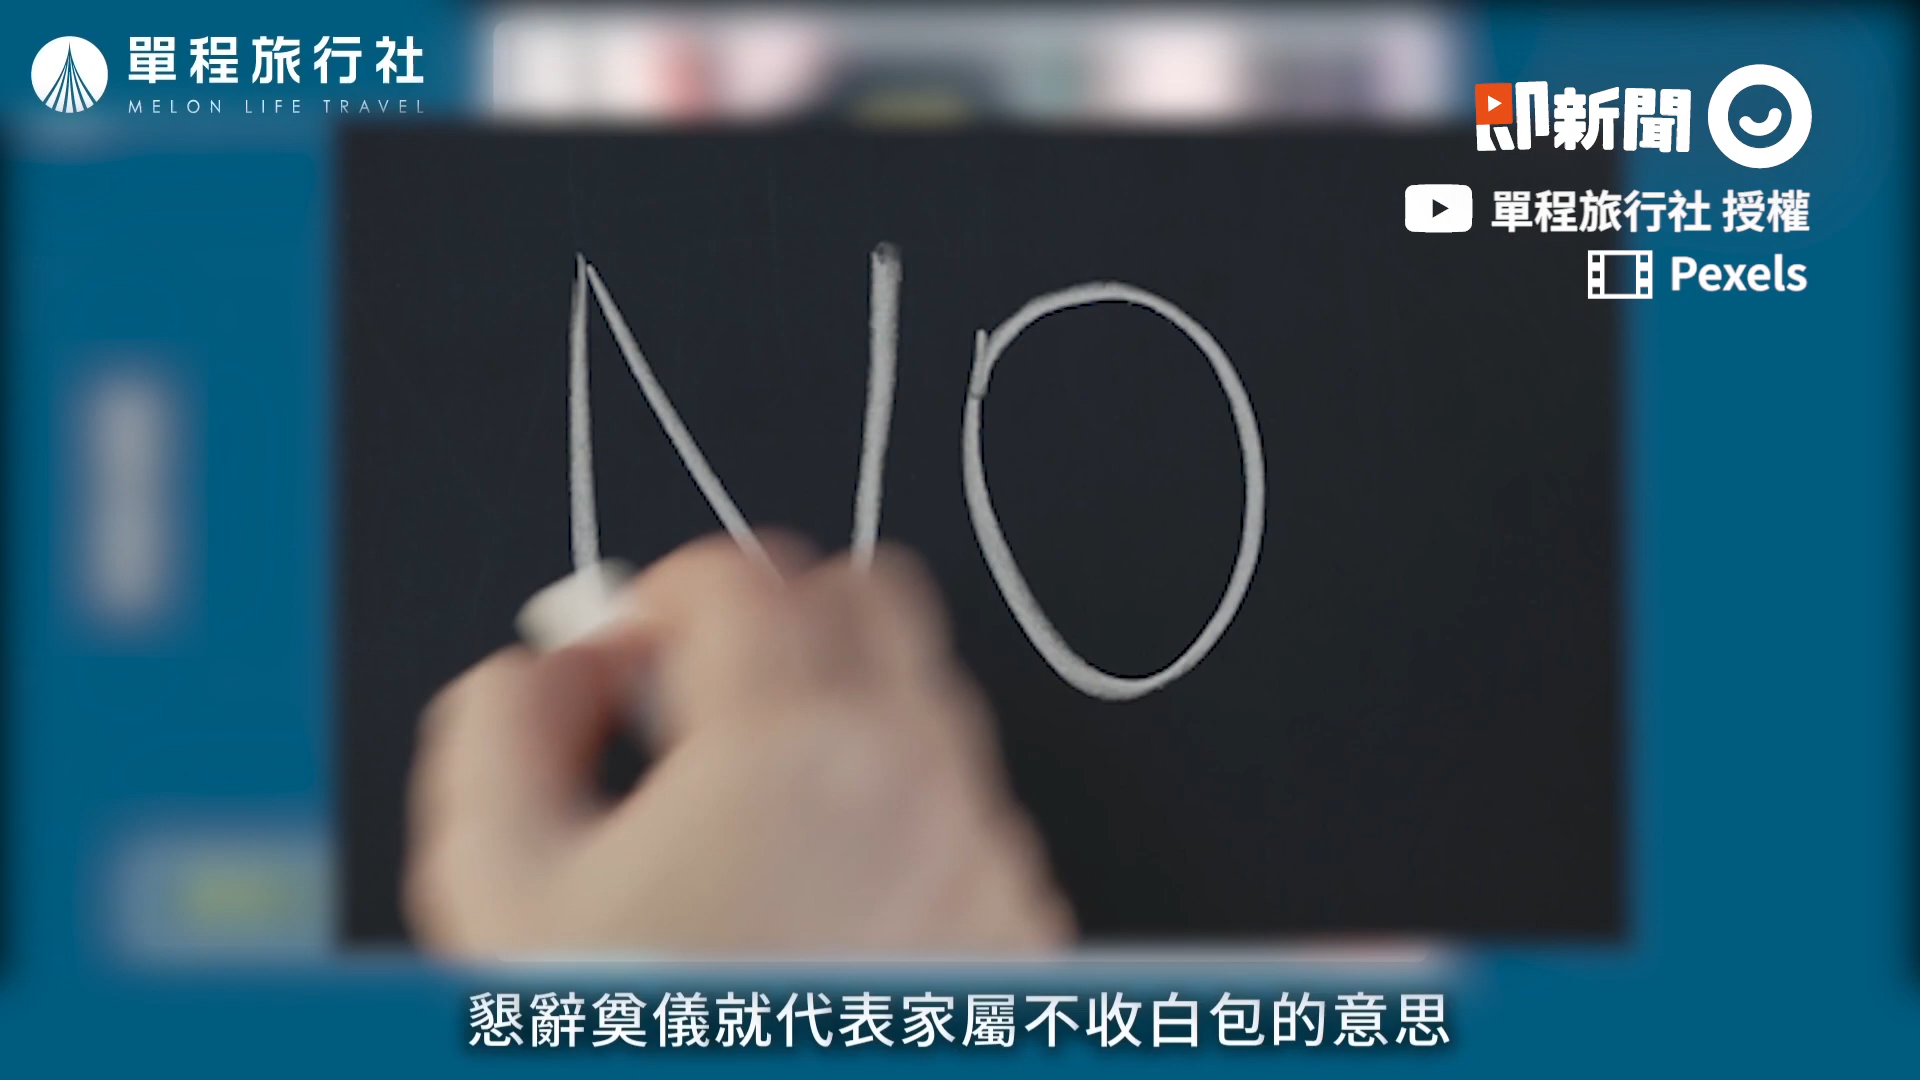 單程旅行社
MELON LIFE TRAVEL
即新聞
單程旅行社 授權
Pexels
NO
懇辭奠儀就代表家屬不收白包的意思